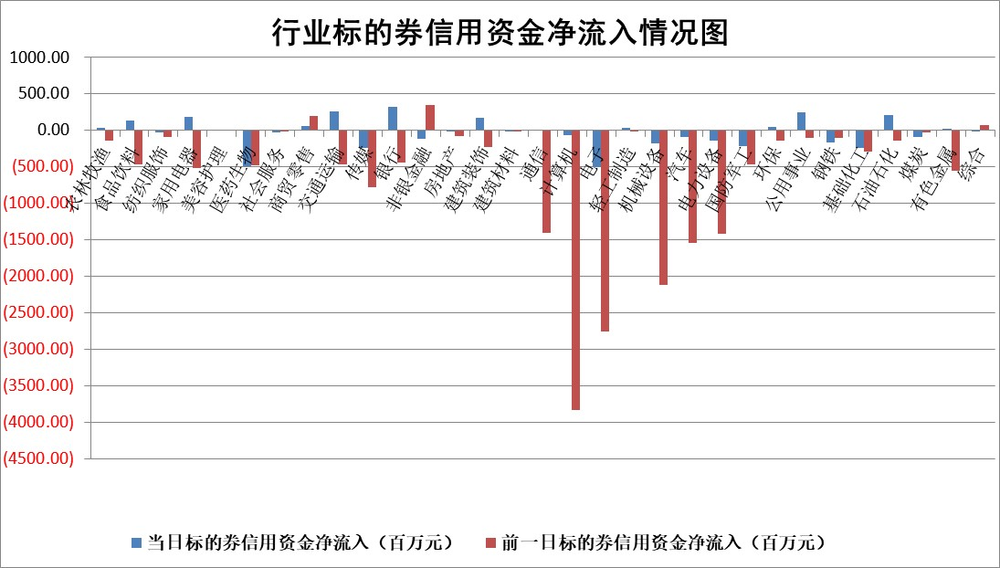 行业标的券信用资金净流入情况图
1000.00
500.00
0.00
(500.00)
(1000.00)
(1500.00)
(2000.00)
(2500.00)
(3000.00)
(3500.00)
(4000.00)
(4500.00)
农林牧渔
食品饮料
纺织服饰
家用电器
美容护理
医药生物
社会服务
商贸零售
交通运输
传媒
银行
非银金融
房地产
建筑装饰
建筑材料
通信
计算机
电子
轻工制造
机械设备
汽车
电力设备
国防军工
环保
公用事业
钢铁
基础化工
石油石化
煤炭
有色金属
综合
当日标的券信用资金净流入（百万元）
前一日标的券信用资金净流入（百万元）